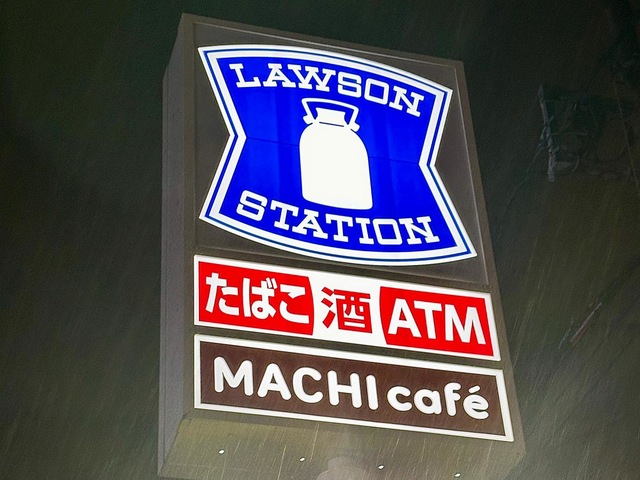 LAWSON
STATION
たばこ 酒 ATM
MACHI café